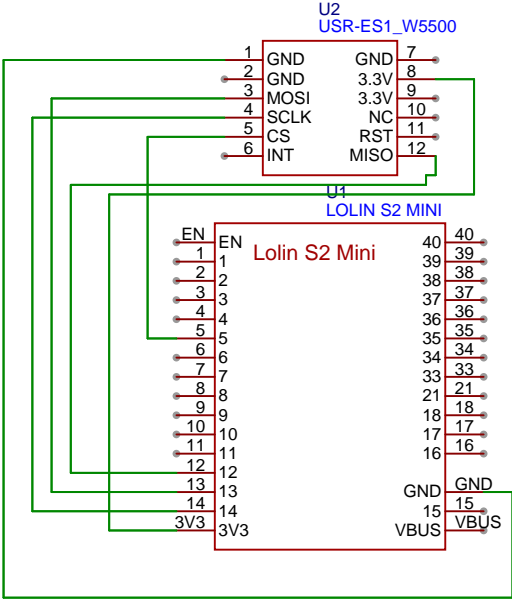 U2
USR-ES1_W5500
1 GND GND 7
2 GND 3.3V 8
3 MOSI 3.3V 9
4 SCLK NC 10
5 CS RST 11
6 INT MISO 12
U1
LOLIN S2 MINI
Lolin S2 Mini
EN EN 40 40
1 1 39 39
2 2 38 38
3 3 37 37
4 4 36 36
5 5 35 35
6 6 34 34
7 7 33 33
8 8 21 21
9 9 18 18
10 10 17 17
11 11 16 16
12 12
13 13 GND GND
14 14 15 15
3V3 3V3 VBUS VBUS